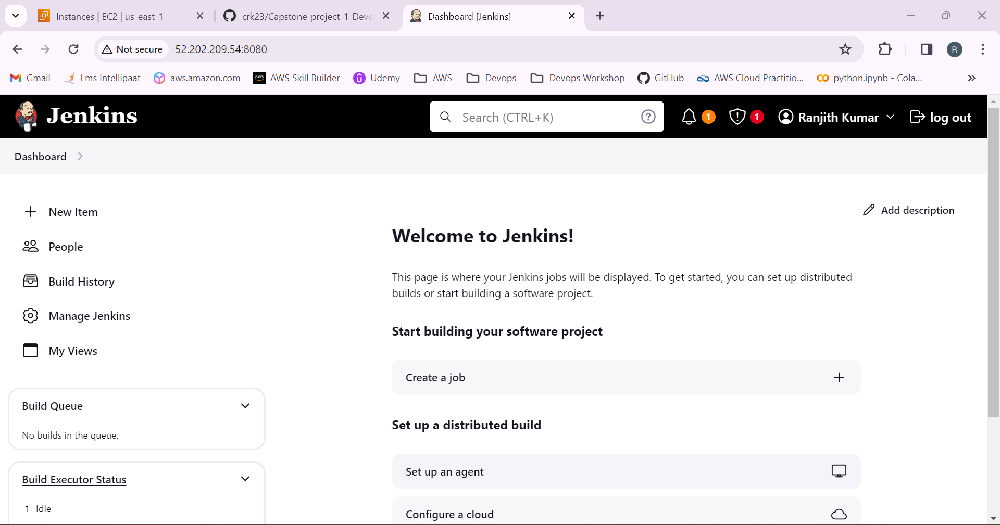 Instances | EC2 | us-east-1
crk23/Capstone-project-1-Devo
Dashboard [Jenkins]
Not secure
52.202.209.54:8080
R
Gmail
Lms Intellipaat
aws.amazon.com
aws
AWS Skill Builder
Udemy
AWS
Devops
Devops Workshop
GitHub
AWS Cloud Practitio...
python.ipynb - Cola...
Jenkins
Search (CTRL+K)
1
1
Ranjith Kumar
log out
Dashboard
New Item
People
Build History
Manage Jenkins
My Views
Build Queue
No builds in the queue.
Build Executor Status
1 Idle
Add description
Welcome to Jenkins!
This page is where your Jenkins jobs will be displayed. To get started, you can set up distributed
builds or start building a software project.
Start building your software project
Create a job
Set up a distributed build
Set up an agent
Configure a cloud